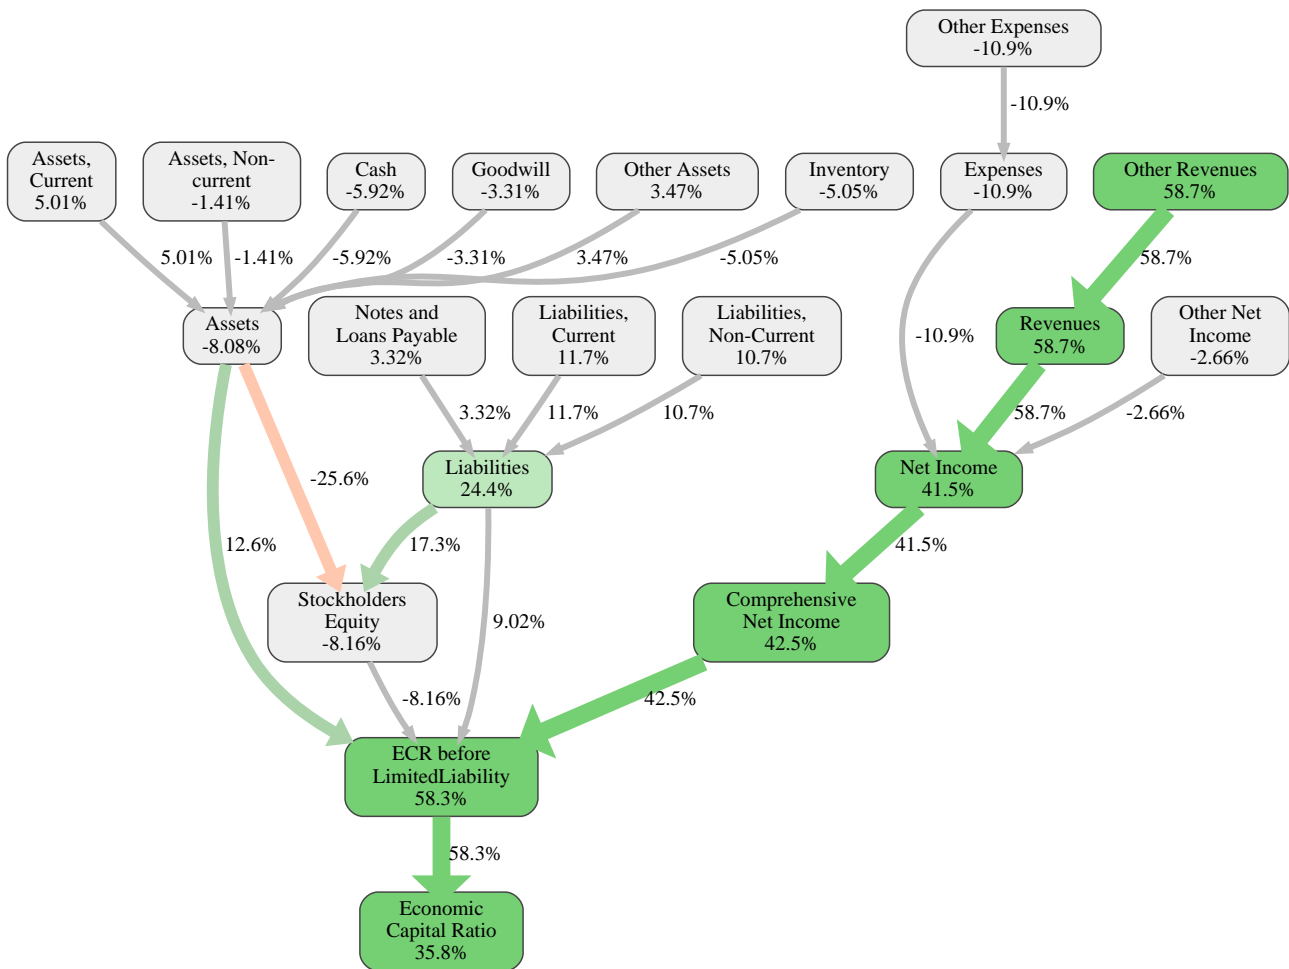 Other Expenses
-10.9%
-10.9%
Assets,
Current
5.01%
Assets, Non-
current
-1.41%
Cash
-5.92%
Goodwill
-3.31%
Other Assets
3.47%
Inventory
-5.05%
Expenses
-10.9%
Other Revenues
58.7%
5.01%
-1.41%
-5.92%
-3.31%
3.47%
-5.05%
58.7%
Assets
-8.08%
Notes and
Loans Payable
3.32%
Liabilities,
Current
11.7%
Liabilities,
Non-Current
10.7%
-10.9%
Revenues
58.7%
Other Net
Income
-2.66%
3.32%
11.7%
10.7%
58.7%
-2.66%
-25.6%
Liabilities
24.4%
Net Income
41.5%
12.6%
17.3%
41.5%
Stockholders
Equity
-8.16%
9.02%
Comprehensive
Net Income
42.5%
-8.16%
42.5%
ECR before
LimitedLiability
58.3%
58.3%
Economic
Capital Ratio
35.8%